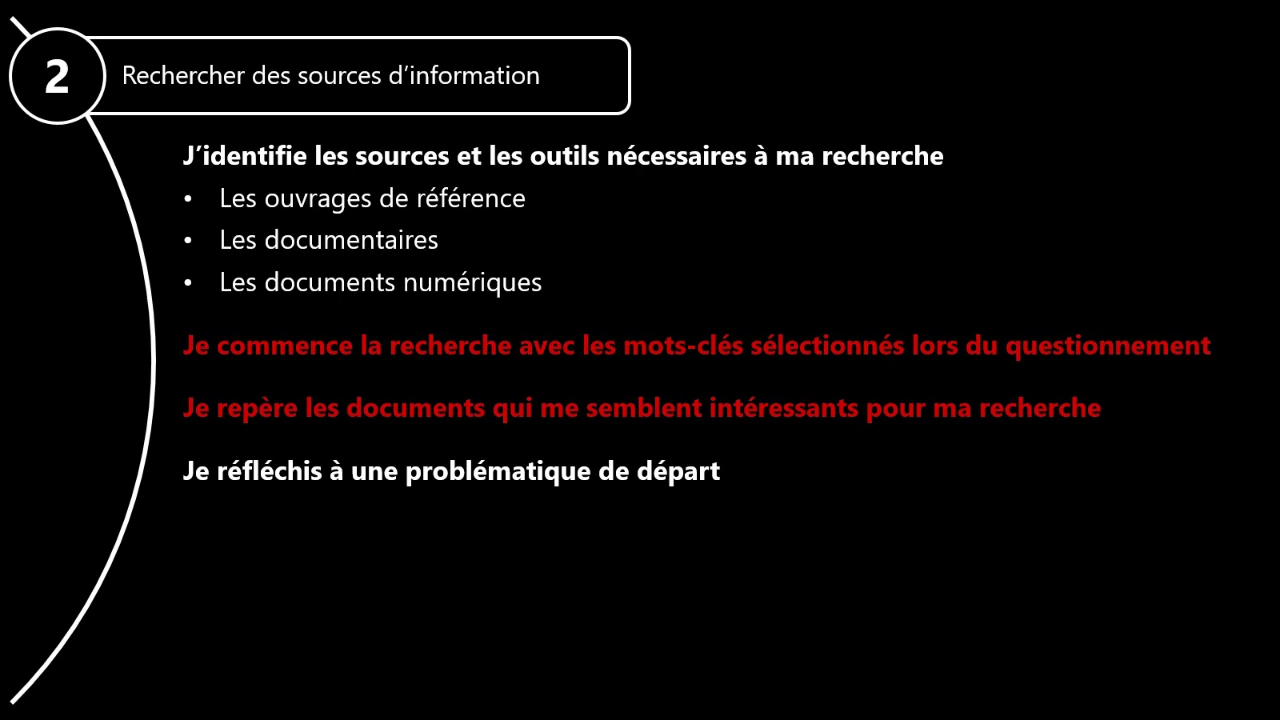 2
Rechercher des sources d’information
J’identifie les sources et les outils nécessaires à ma recherche
• Les ouvrages de référence
• Les documentaires
• Les documents numériques
Je commence la recherche avec les mots-clés sélectionnés lors du questionnement
Je repère les documents qui me semblent intéressants pour ma recherche
Je réfléchis à une problématique de départ